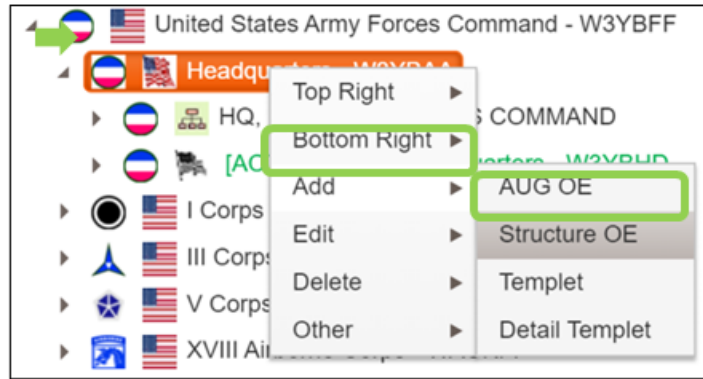 United States Army Forces Command - W3YBFF
Headquarters - W3YBAA
HQ, S COMMAND
[AC
I Corps
III Corps
V Corps
XVIII
Top Right
Bottom Right
Add
Edit
Delete
Other
AUG OE
Structure OE
Templet
Detail Templet